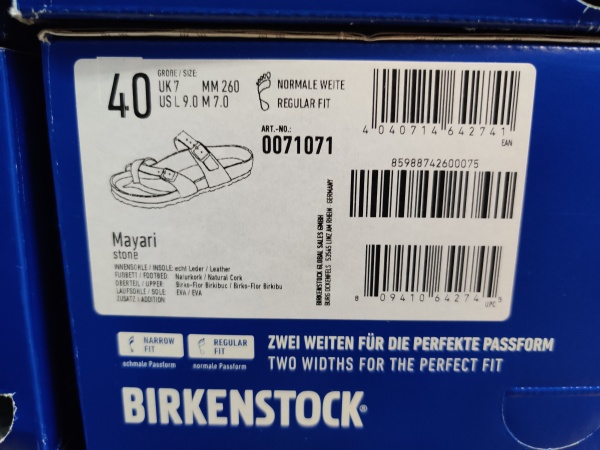 40
GRÖßE / SIZE:
UK 7 MM 260
US L 9.0 M 7.0
NORMALE WEITE
REGULAR FIT
ART.-NO.:
0071071
4 040714 642741
EAN
85988742600075
8 09410 64274 5
UPC
Mayari
stone
INNENSOHLE / INSOLE: echt Leder / Leather
FUßBETT / FOOTBED: Naturkork / Natural Cork
OBERTEIL / UPPER: Birko-Flor Birkibuc / Birko-Flor Birkibu
LAUFSOHLE / SOLE: EVA / EVA
ZUSATZ / ADDITION:
BIRKENSTOCK GLOBAL SALES GMBH
BURG OCKENFELS 53545 LINZ AM RHEIN GERMANY
NARROW FIT
schmale Passform
REGULAR FIT
normale Passform
ZWEI WEITEN FÜR DIE PERFEKTE PASSFORM
TWO WIDTHS FOR THE PERFECT FIT
BIRKENSTOCK®